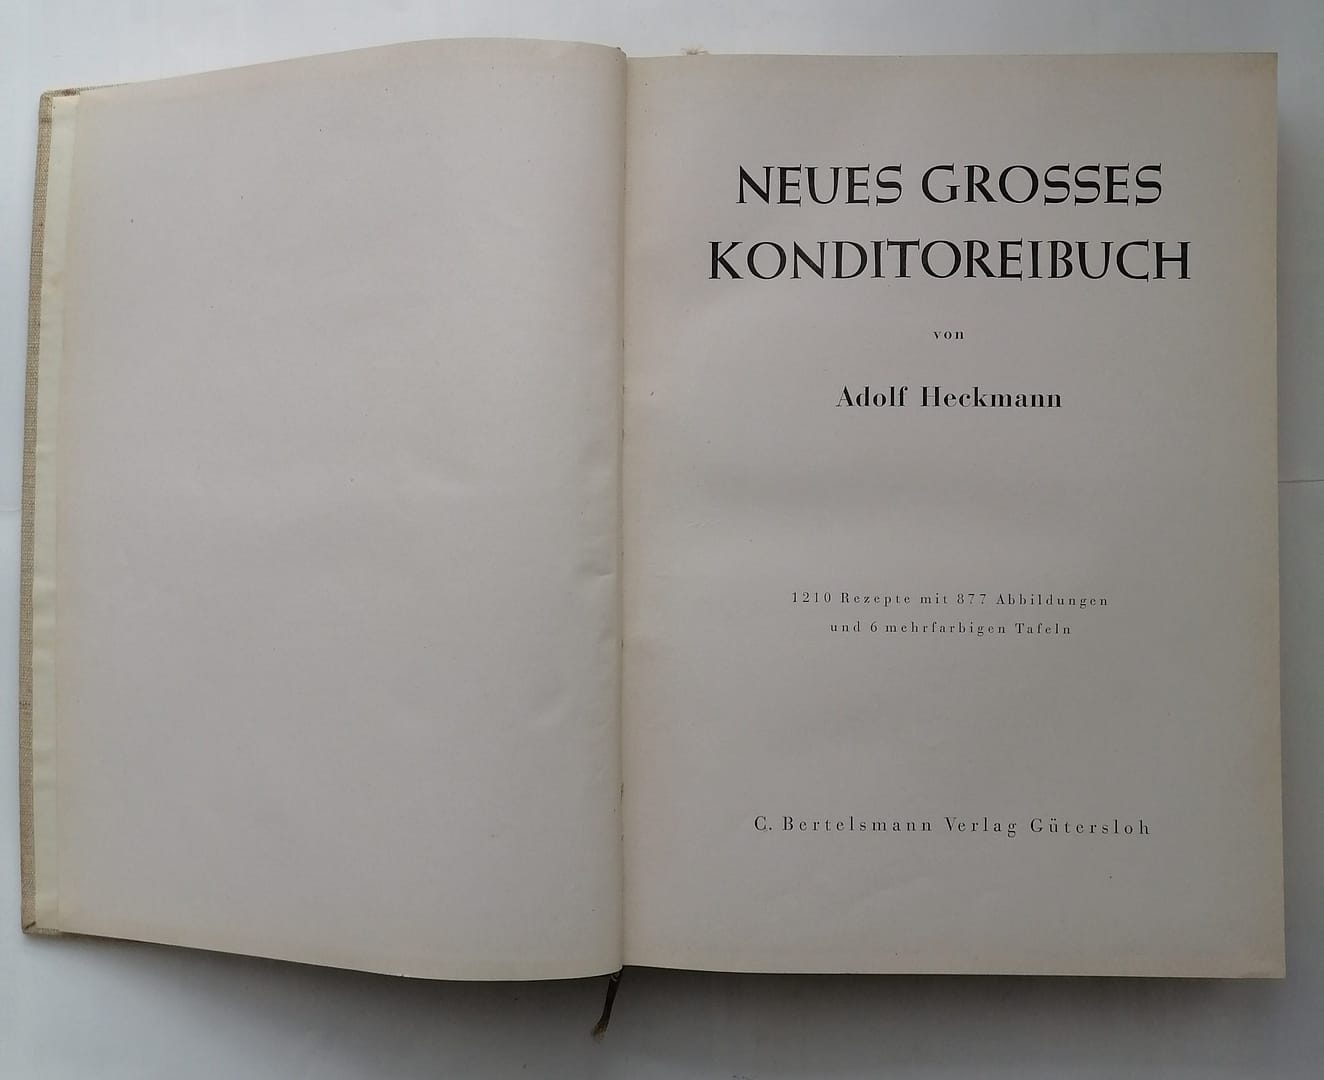 NEUES GROSSES
KONDITOREIBUCH
von
Adolf Heckmann
1210 Rezepte mit 877 Abbildungen
und 6 mehrfarbigen Tafeln
C. Bertelsmann Verlag Gütersloh